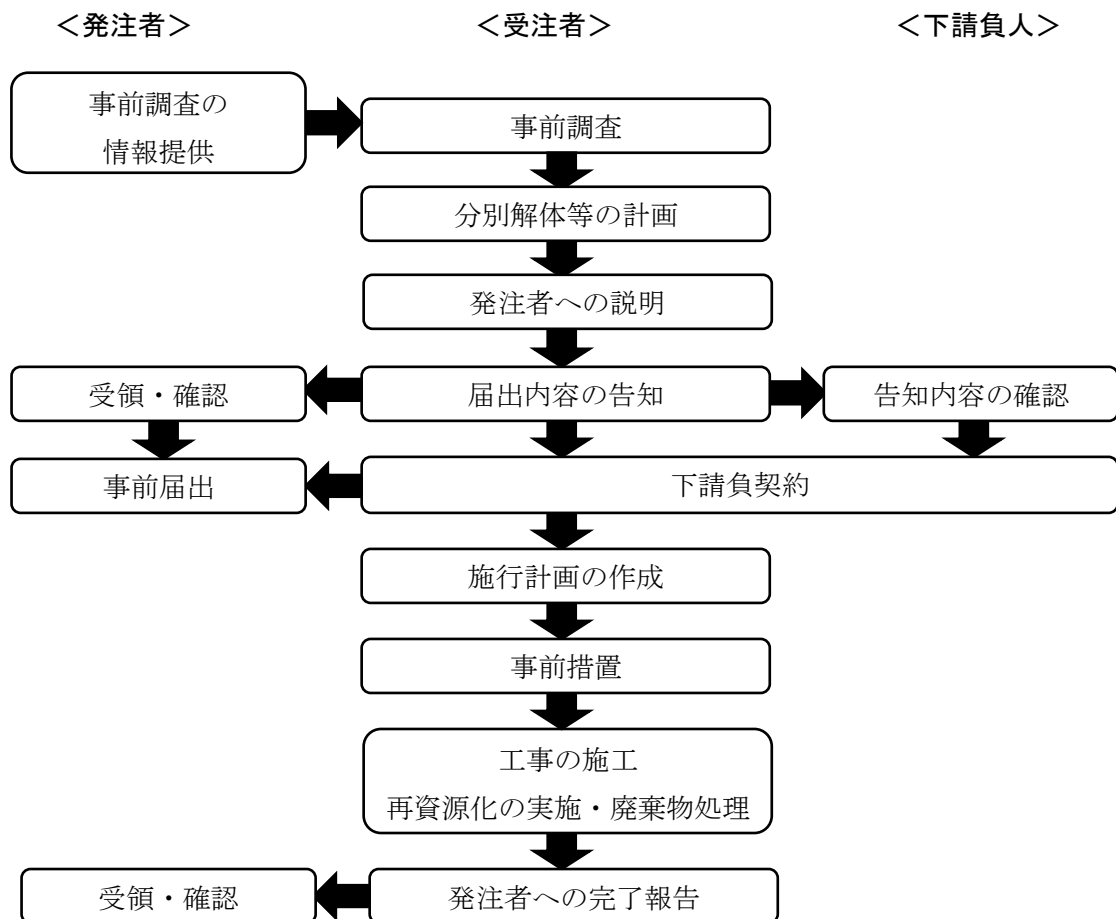 ＜発注者＞
＜受注者＞
＜下請負人＞
事前調査の
情報提供
事前調査
分別解体等の計画
発注者への説明
受領・確認
届出内容の告知
告知内容の確認
事前届出
下請負契約
施行計画の作成
事前措置
工事の施工
再資源化の実施・廃棄物処理
受領・確認
発注者への完了報告